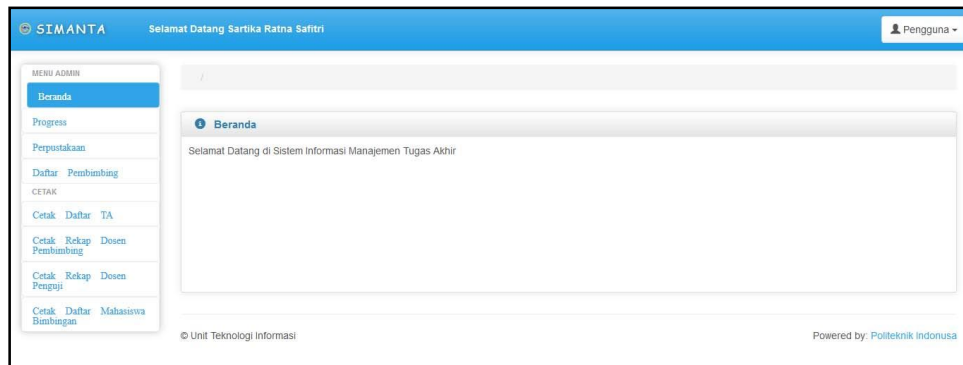 SIMANTA
Selamat Datang Sartika Ratna Safitri
Pengguna
MENU ADMIN
Beranda
Progress
Perpustakaan
Daftar Pembimbing
CETAK
Cetak Daftar TA
Cetak Rekap Dosen
Pembimbing
Cetak Rekap Dosen
Penguji
Cetak Daftar Mahasiswa
Bimbingan
/
Beranda
Selamat Datang di Sistem Informasi Manajemen Tugas Akhir
© Unit Teknologi Informasi
Powered by: Politeknik Indonusa